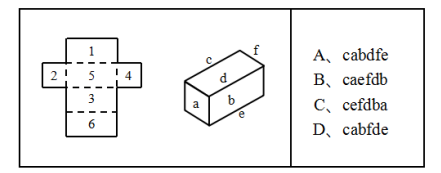 1
2 5 4
3
6
c f
d
a b
e
A、cabdfe
B、caefdb
C、cefdba
D、cabfde